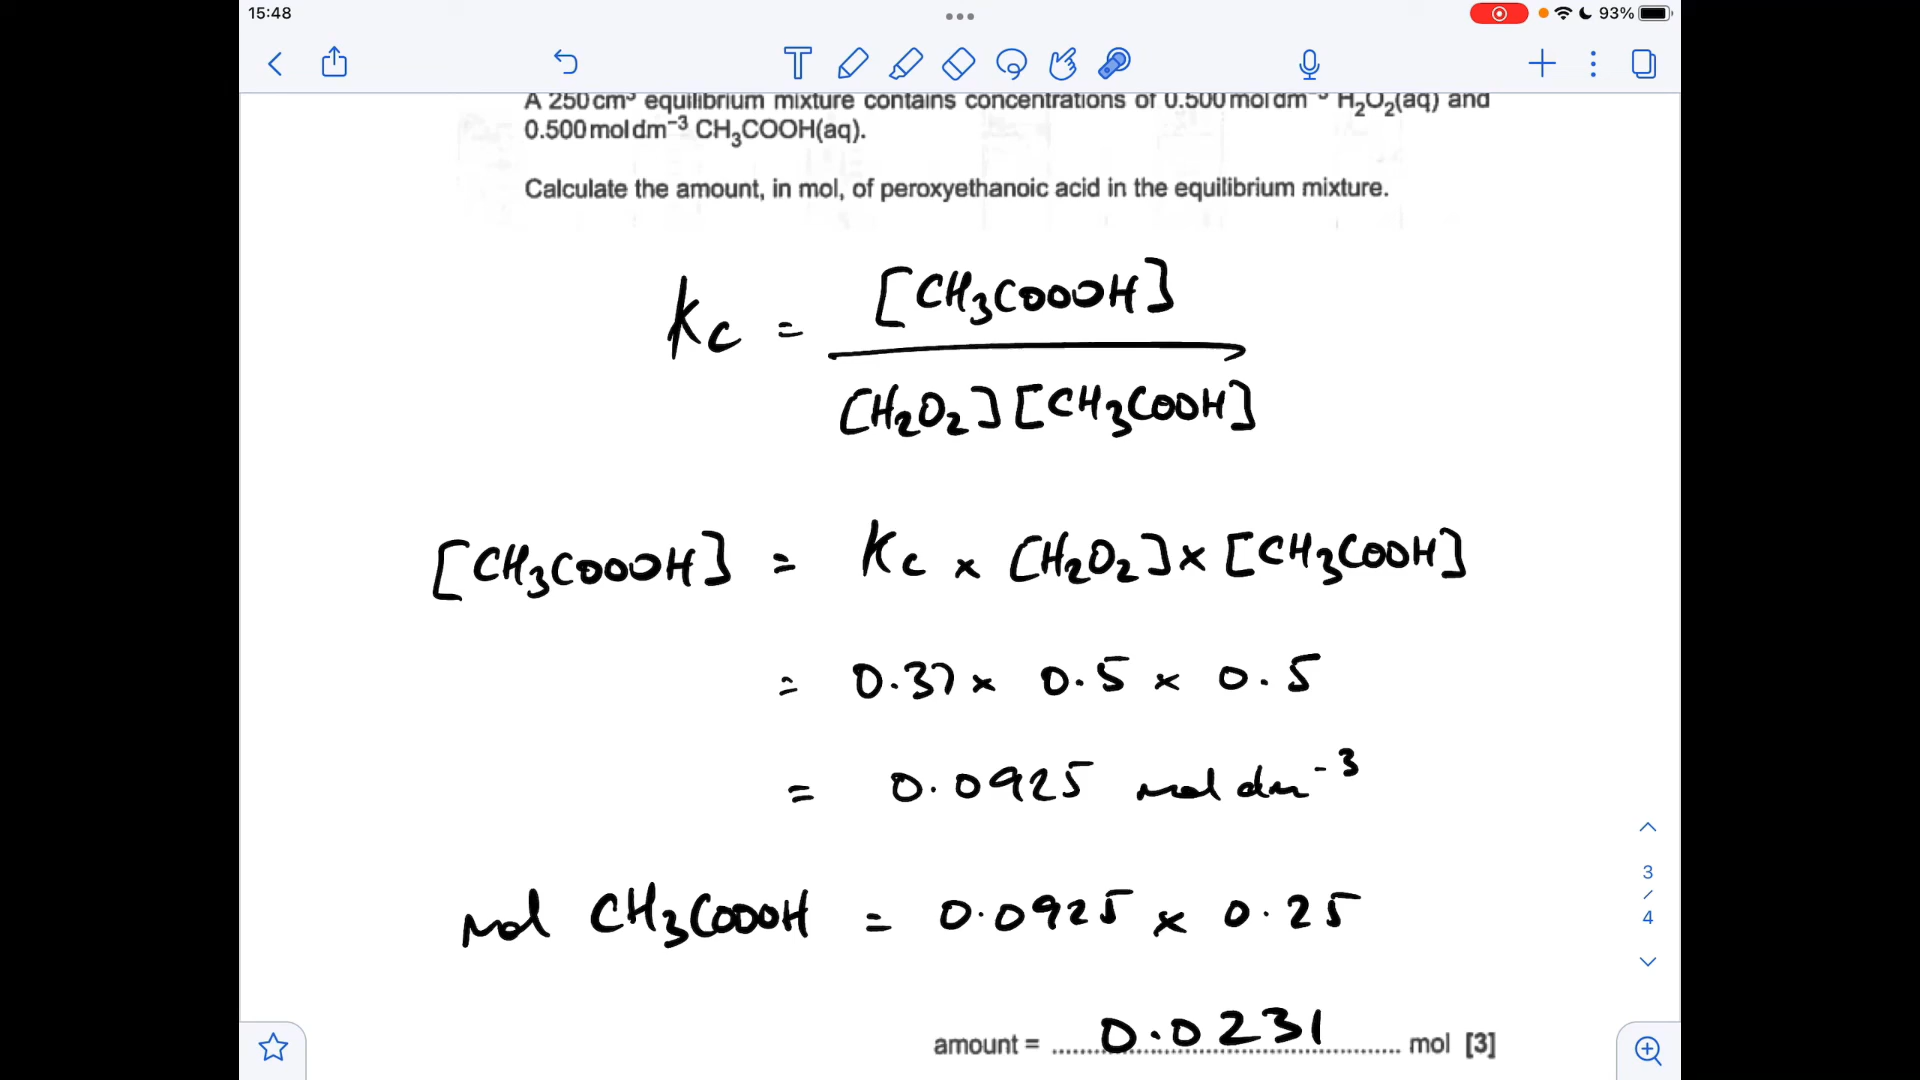 15:48
93%
A 250 cm³ equilibrium mixture contains concentrations of 0.500 mol dm⁻³ H₂O₂(aq) and
0.500 mol dm⁻³ CH₃COOH(aq).
Calculate the amount, in mol, of peroxyethanoic acid in the equilibrium mixture.
Kc = [CH₃COOOH]
[H₂O₂][CH₃COOH]
[CH₃COOOH] = Kc × [H₂O₂] × [CH₃COOH]
= 0.37 × 0.5 × 0.5
= 0.0925 mol dm⁻³
3
/
4
mol CH₃COOOH = 0.0925 × 0.25
amount = 0.0231 mol [3]